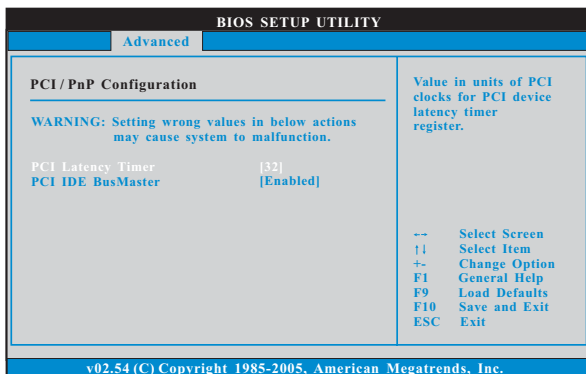 BIOS SETUP UTILITY
Advanced
PCI / PnP Configuration
WARNING: Setting wrong values in below actions
may cause system to malfunction.
PCI Latency Timer [32]
PCI IDE BusMaster [Enabled]
Value in units of PCI
clocks for PCI device
latency timer
register.
←→ Select Screen
↑↓ Select Item
+- Change Option
F1 General Help
F9 Load Defaults
F10 Save and Exit
ESC Exit
v02.54 (C) Copyright 1985-2005, American Megatrends, Inc.